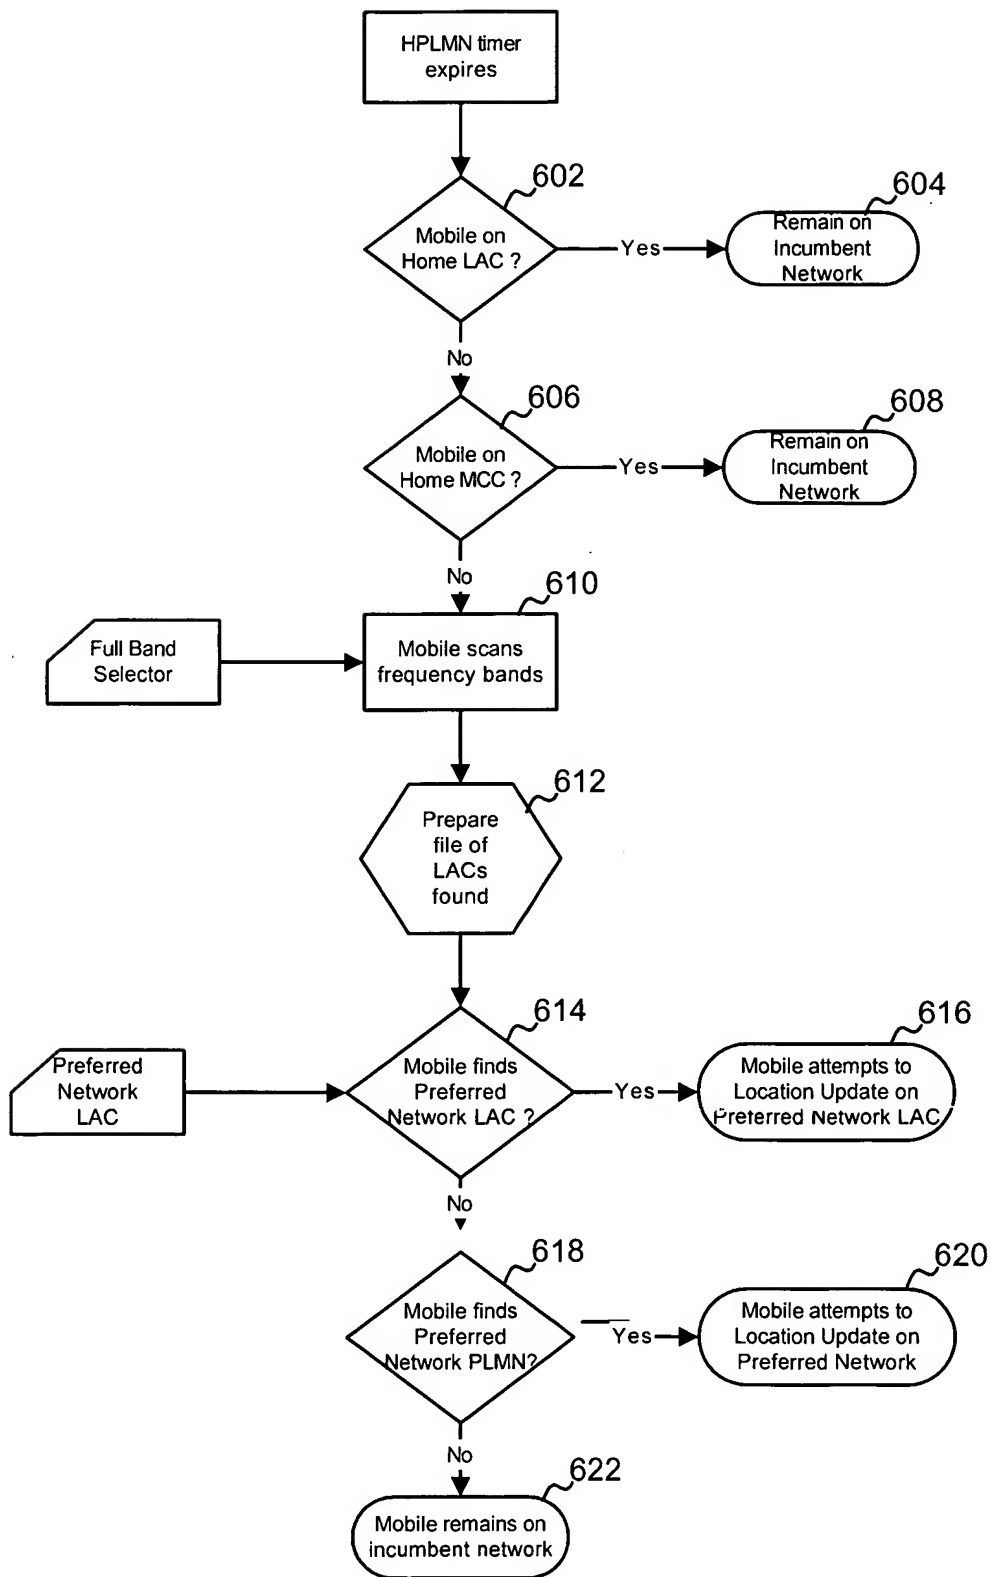 HPLMN timer
expires
602
Mobile on
Home LAC ?
Yes
604
Remain on
Incumbent
Network
No
606
Mobile on
Home MCC ?
Yes
608
Remain on
Incumbent
Network
No
610
Full Band
Selector
Mobile scans
frequency bands
612
Prepare
file of
LACs
found
614
Preferred
Network
LAC
Mobile finds
Preferred
Network LAC ?
Yes
616
Mobile attempts to
Location Update on
Preferred Network LAC
No
618
Mobile finds
Preferred
Network PLMN?
Yes
620
Mobile attempts to
Location Update on
Preferred Network
No
622
Mobile remains on
incumbent network